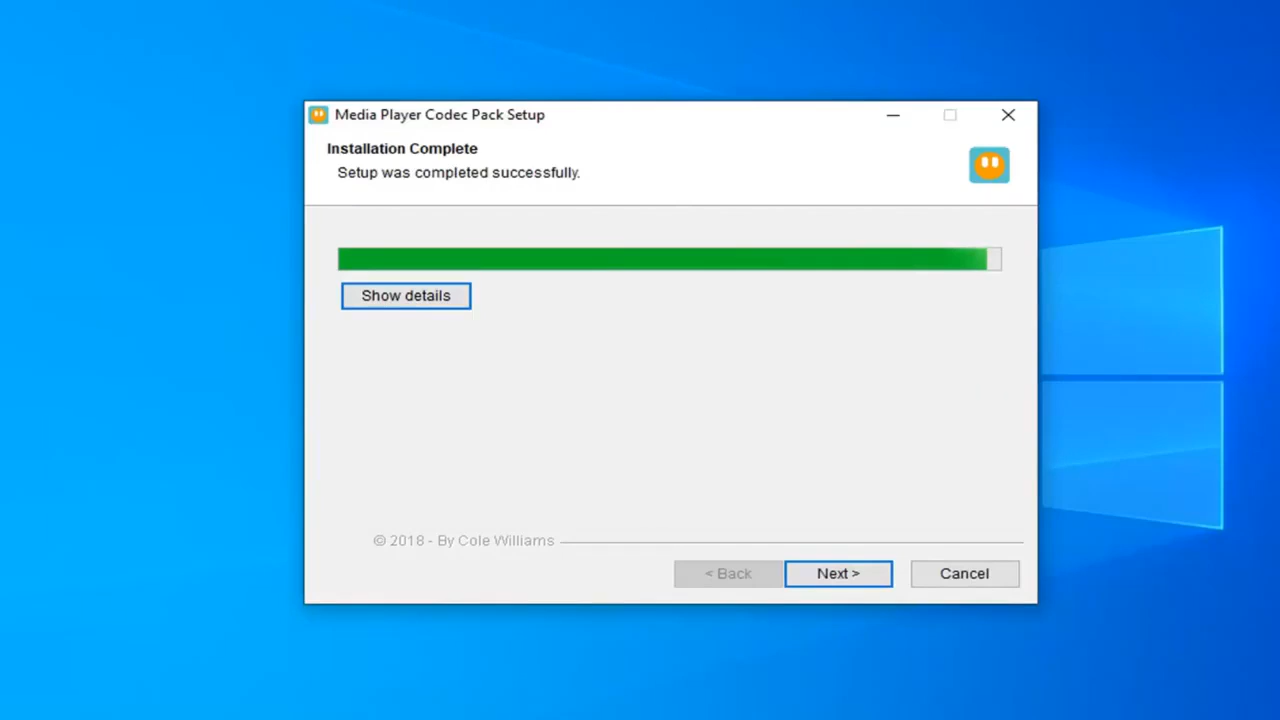 Media Player Codec Pack Setup
Installation Complete
Setup was completed successfully.
Show details
© 2018 - By Cole Williams
< Back
Next >
Cancel